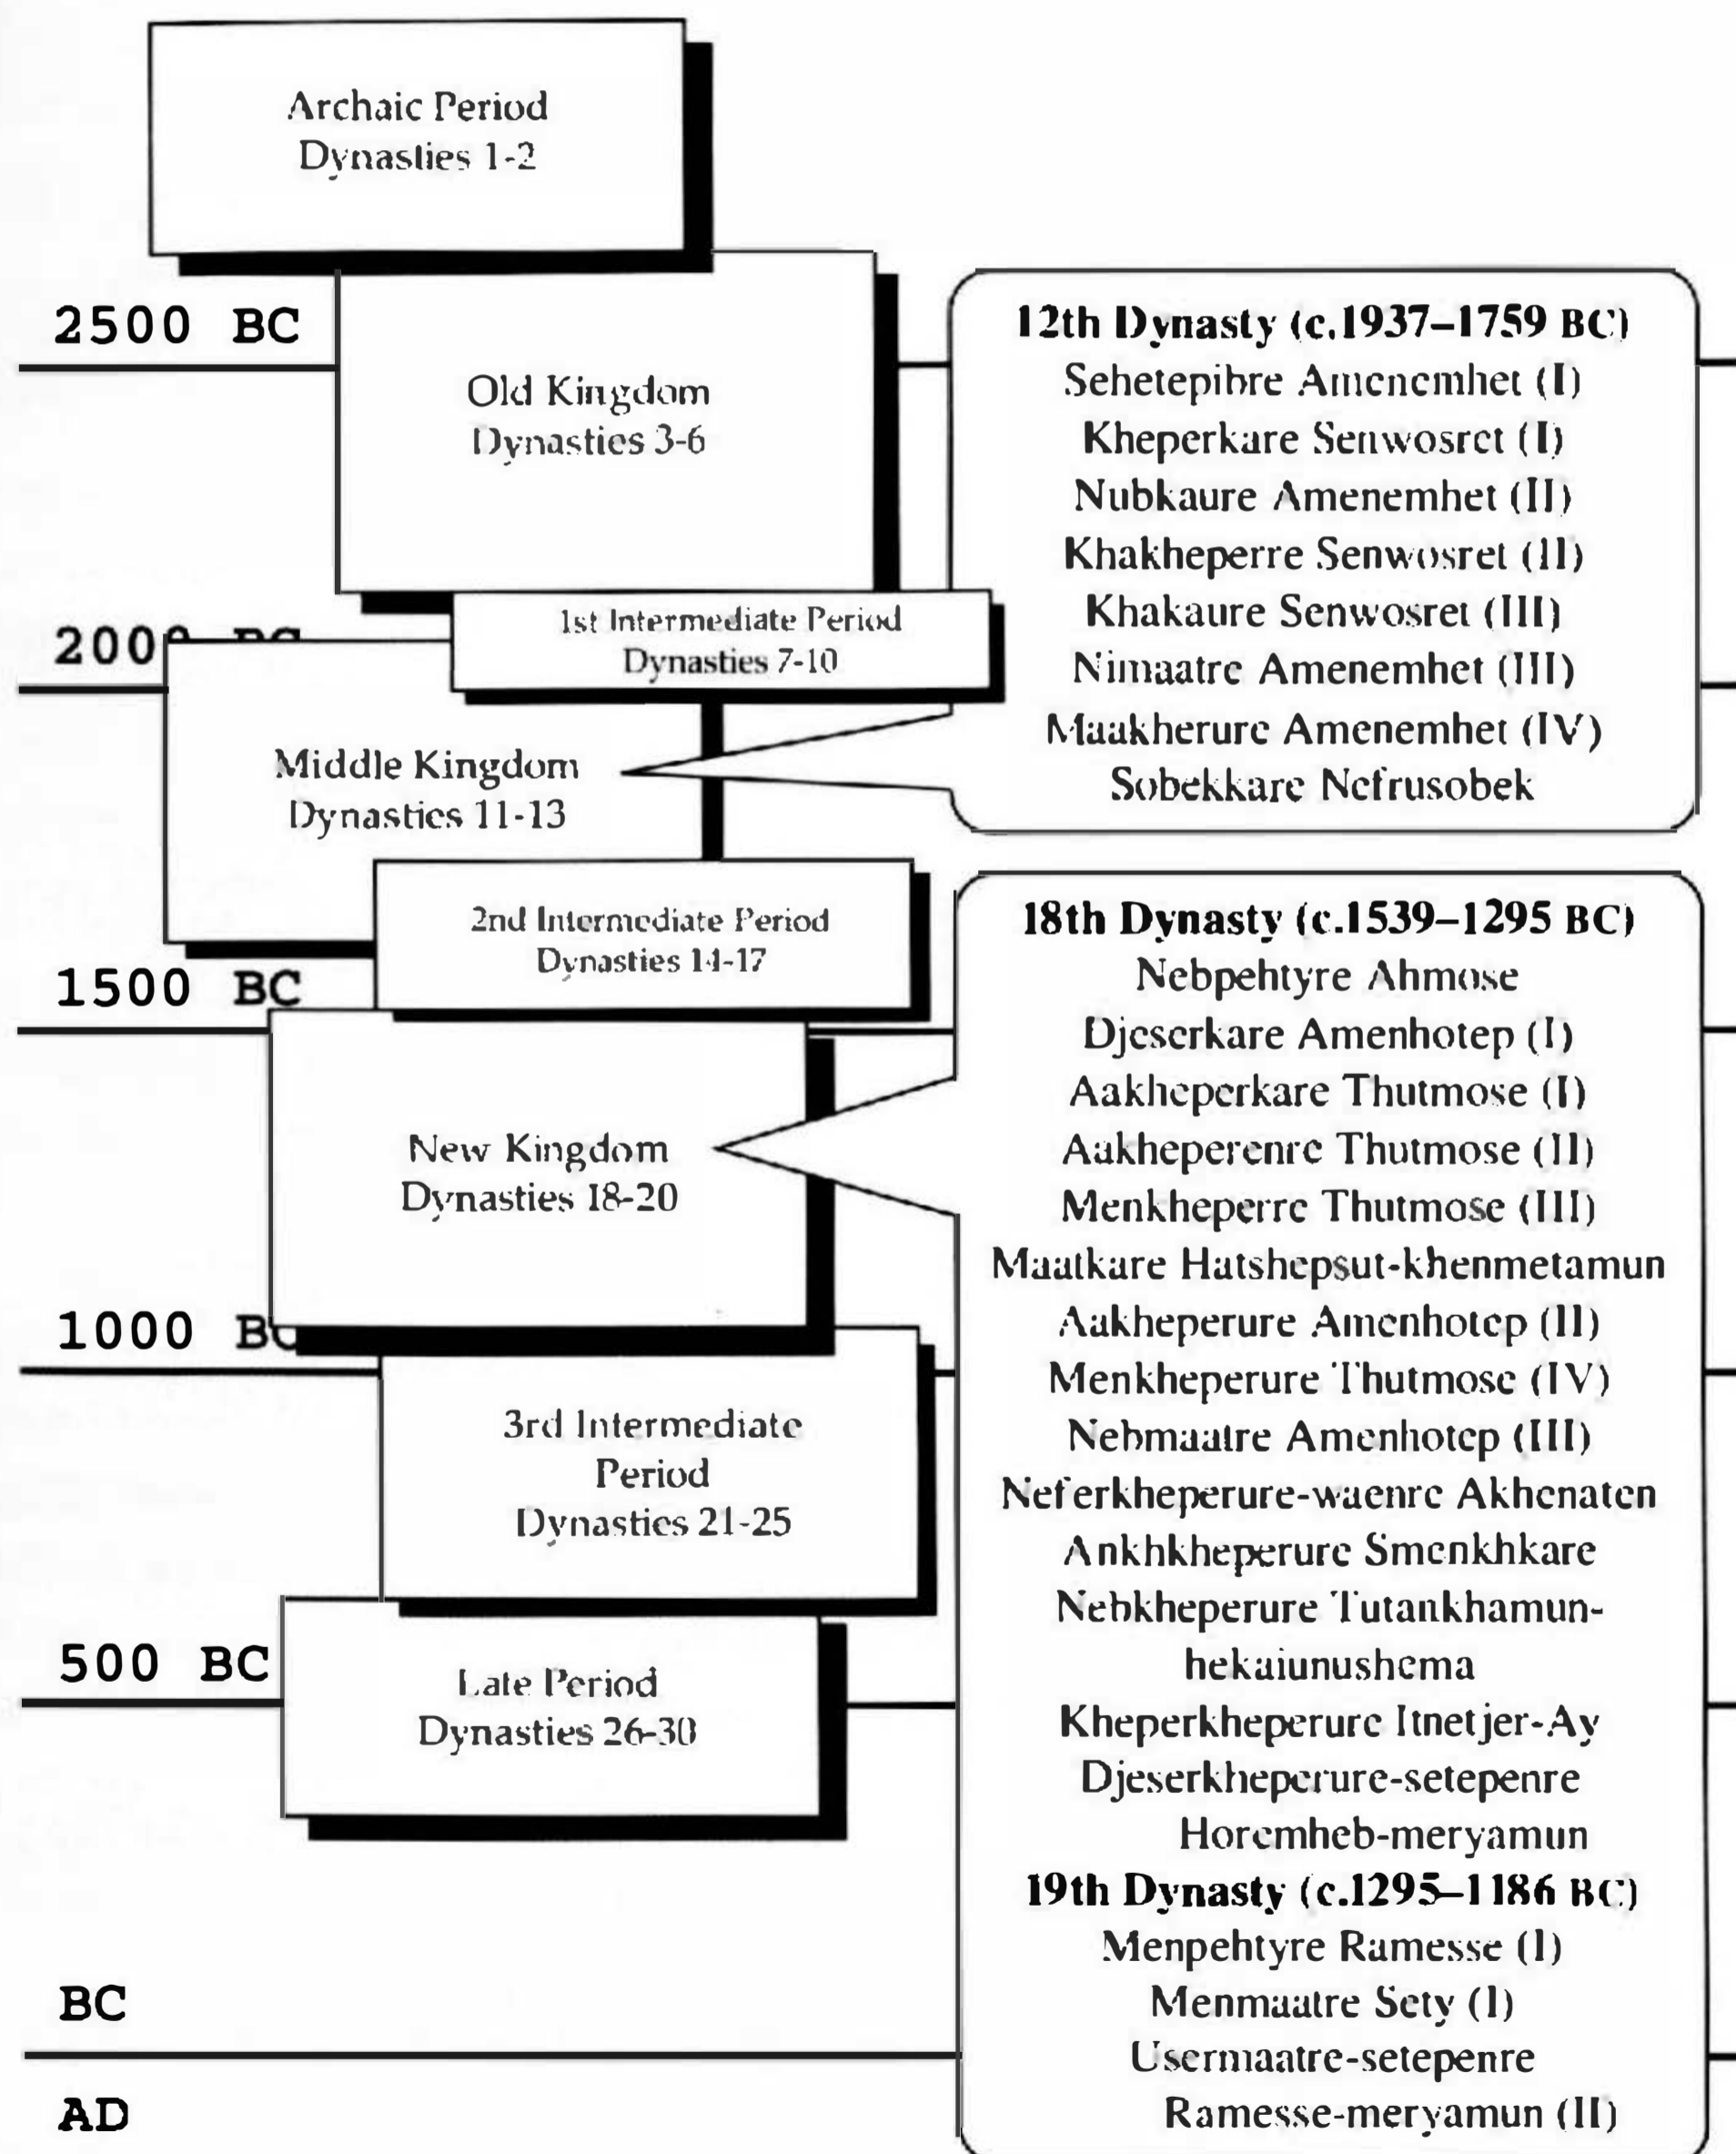 Archaic Period
Dynasties 1-2
2500 BC
Old Kingdom
Dynasties 3-6
1st Intermediate Period
Dynasties 7-10
2000 BC
Middle Kingdom
Dynasties 11-13
2nd Intermediate Period
Dynasties 14-17
1500 BC
New Kingdom
Dynasties 18-20
1000 BC
3rd Intermediate
Period
Dynasties 21-25
500 BC
Late Period
Dynasties 26-30
BC
AD
12th Dynasty (c.1937–1759 BC)
Sehetepibre Amenemhet (I)
Kheperkare Senwosret (I)
Nubkaure Amenemhet (II)
Khakheperre Senwosret (II)
Khakaure Senwosret (III)
Nimaatre Amenemhet (III)
Maakherure Amenemhet (IV)
Sobekkare Nefrusobek
18th Dynasty (c.1539–1295 BC)
Nebpehtyre Ahmose
Djeserkare Amenhotep (I)
Aakheperkare Thutmose (I)
Aakheperenre Thutmose (II)
Menkheperre Thutmose (III)
Maatkare Hatshepsut-khenmetamun
Aakheperure Amenhotep (II)
Menkheperure Thutmose (IV)
Nebmaatre Amenhotep (III)
Neferkheperure-waenre Akhenaten
Ankhkheperure Smenkhkare
Nebkheperure Tutankhamun-
hekaiunushema
Kheperkheperure Itnetjer-Ay
Djeserkheperure-setepenre
Horemheb-meryamun
19th Dynasty (c.1295–1186 BC)
Menpehtyre Ramesse (I)
Menmaatre Sety (I)
Usermaatre-setepenre
Ramesse-meryamun (II)